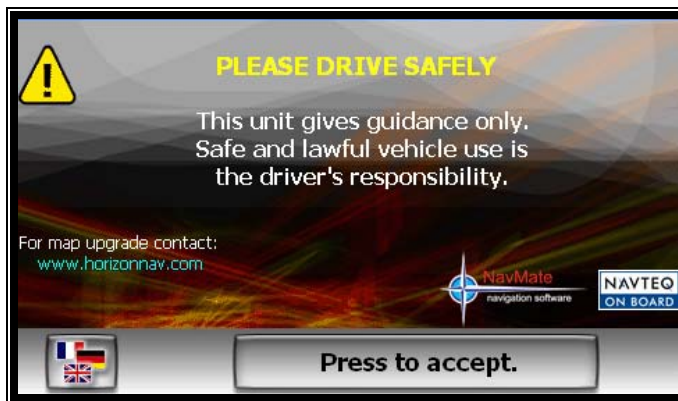 PLEASE DRIVE SAFELY
This unit gives guidance only.
Safe and lawful vehicle use is
the driver's responsibility.
For map upgrade contact:
www.horizonnav.com
NavMate
navigation software
NAVTEQ
ON BOARD
Press to accept.